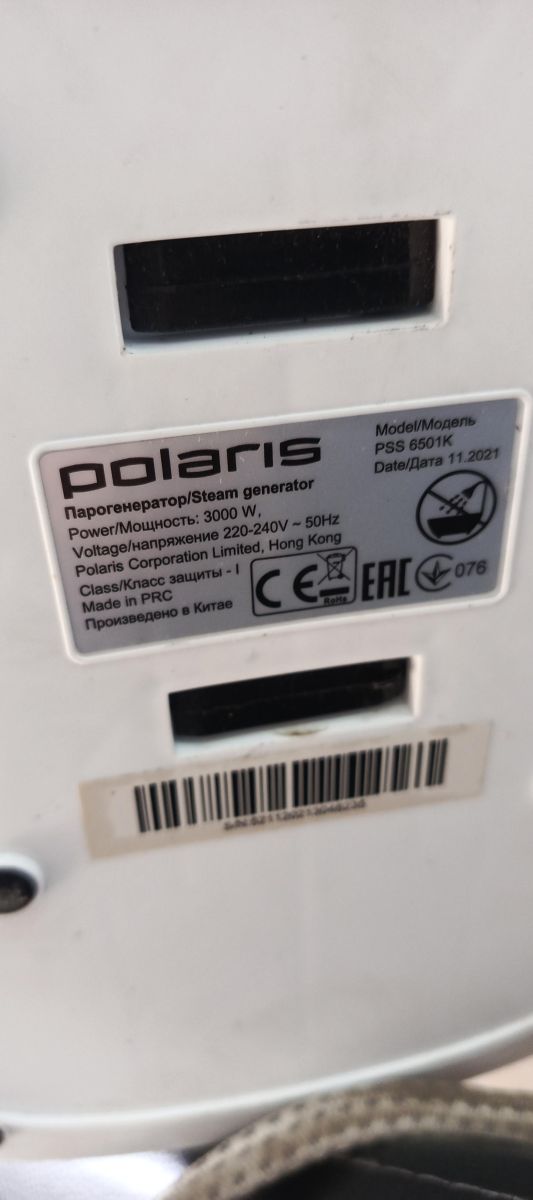 polaris
Model/Модель
PSS 6501K
Date/Дата 11.2021
Парогенератор/Steam generator
Power/Мощность: 3000 W,
Voltage/напряжение 220-240V ~ 50Hz
Polaris Corporation Limited, Hong Kong
Class/Класс защиты - I
Made in PRC
Произведено в Китае
CE
RoHs
EAC
076